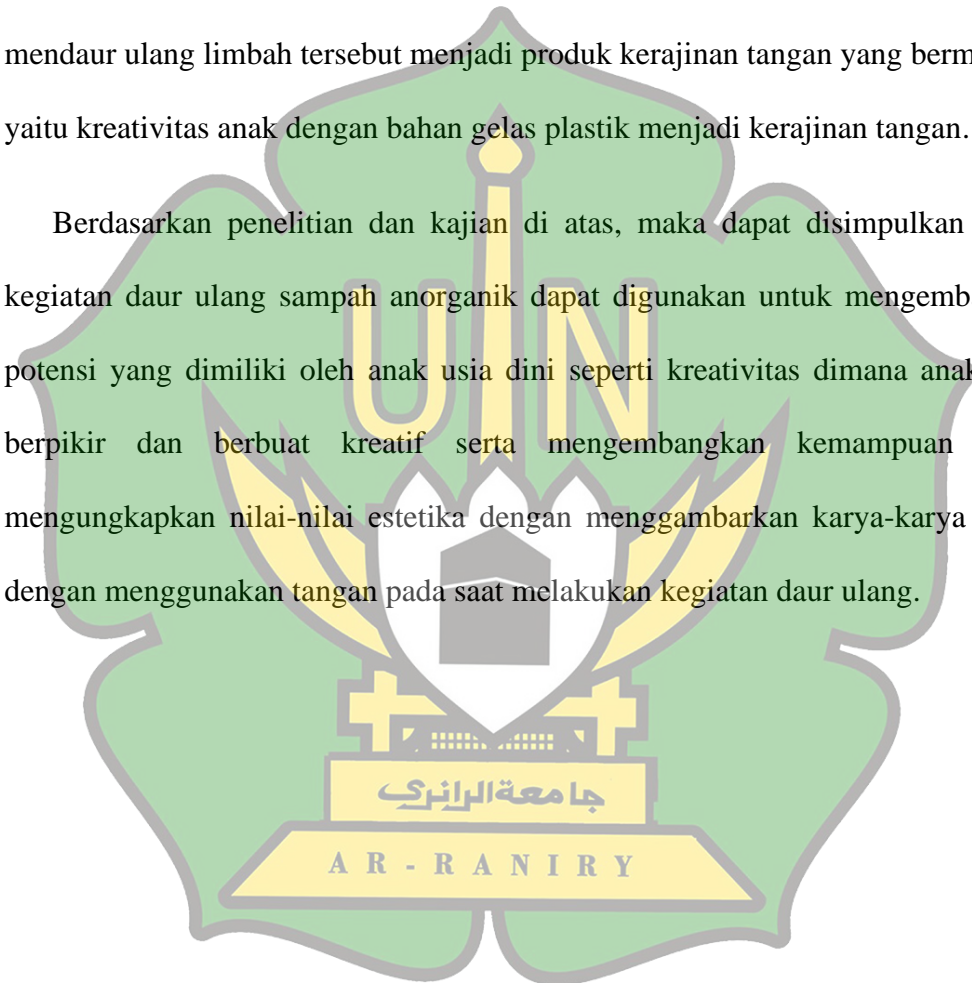 mendaur ulang limbah tersebut menjadi produk kerajinan tangan yang berm
yaitu kreativitas anak dengan bahan gelas plastik menjadi kerajinan tangan.
Berdasarkan penelitian dan kajian di atas, maka dapat disimpulkan
kegiatan daur ulang sampah anorganik dapat digunakan untuk mengemb
potensi yang dimiliki oleh anak usia dini seperti kreativitas dimana anak
berpikir dan berbuat kreatif serta mengembangkan kemampuan
mengungkapkan nilai-nilai estetika dengan menggambarkan karya-karya
dengan menggunakan tangan pada saat melakukan kegiatan daur ulang.
UIN
جامعة الرانري
AR-RANIRY